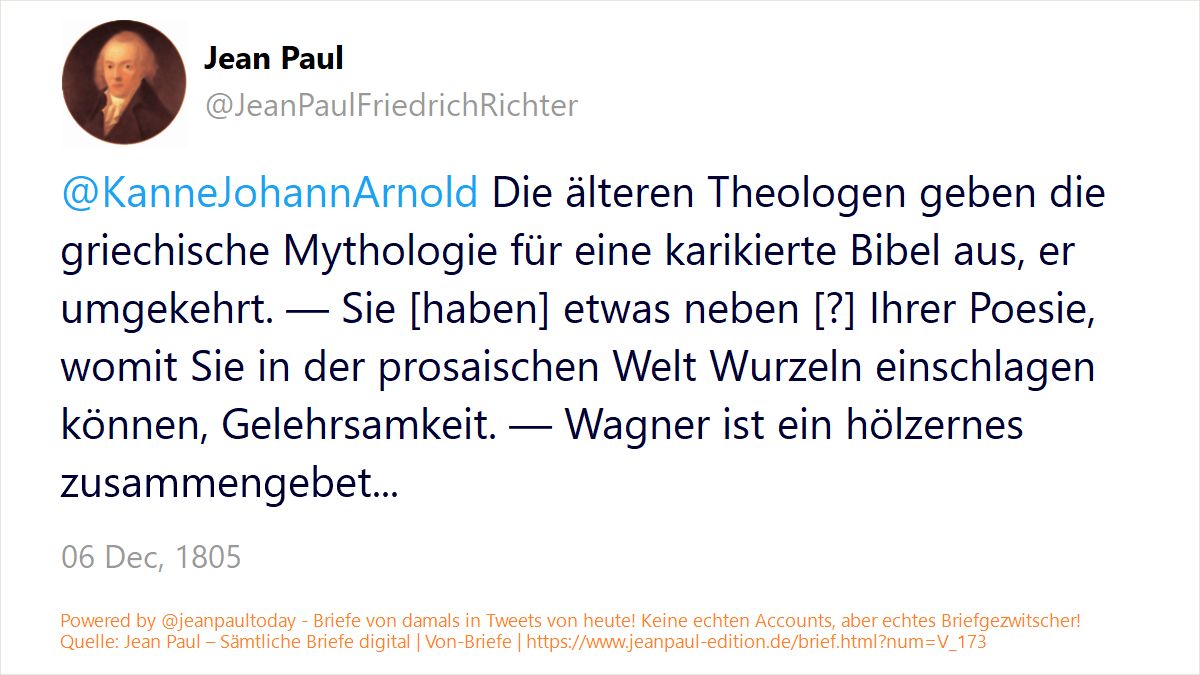 Jean Paul
@JeanPaulFriedrichRichter
@KanneJohannArnold Die älteren Theologen geben die
griechische Mythologie für eine karikierte Bibel aus, er
umgekehrt. — Sie [haben] etwas neben [?] Ihrer Poesie,
womit Sie in der prosaischen Welt Wurzeln einschlagen
können, Gelehrsamkeit. — Wagner ist ein hölzernes
zusammengebet...
06 Dec, 1805
Powered by @jeanpaultoday - Briefe von damals in Tweets von heute! Keine echten Accounts, aber echtes Briefgezwitscher!
Quelle: Jean Paul – Sämtliche Briefe digital | Von-Briefe | https://www.jeanpaul-edition.de/brief.html?num=V_173